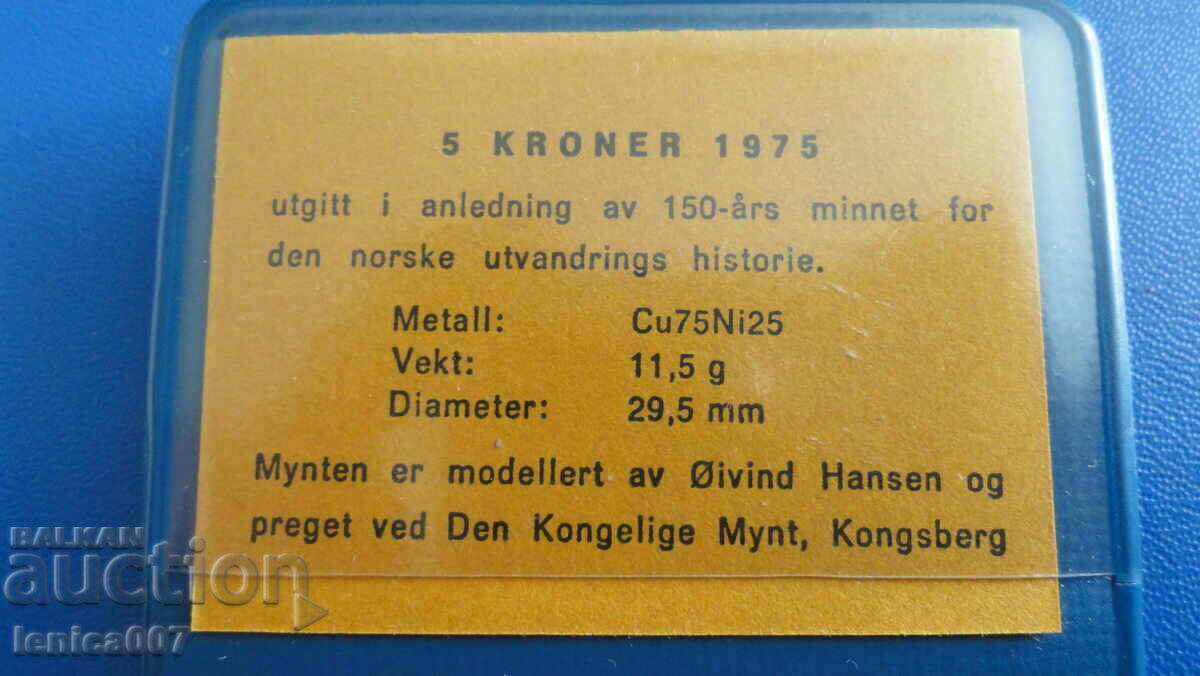 5 KRONER 1975
utgitt i anledning av 150-års minnet for
den norske utvandrings historie.
Metall: Cu75Ni25
Vekt: 11,5 g
Diameter: 29,5 mm
Mynten er modellert av Øivind Hansen og
preget ved Den Kongelige Mynt, Kongsberg
BALKAN
auction
lenica007